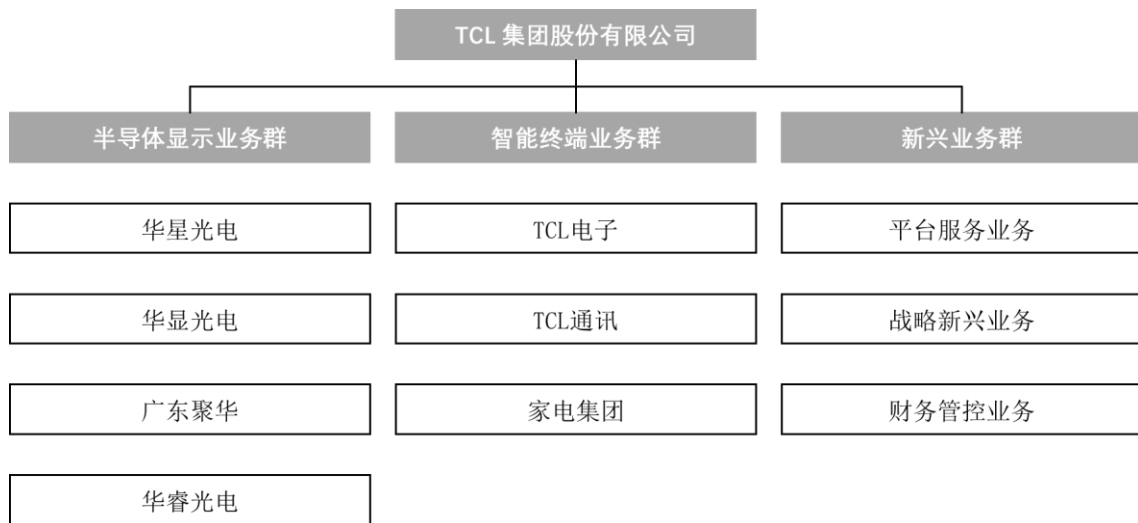 TCL 集团股份有限公司
半导体显示业务群
智能终端业务群
新兴业务群
华星光电
TCL电子
平台服务业务
华显光电
TCL通讯
战略新兴业务
广东聚华
家电集团
财务管控业务
华睿光电